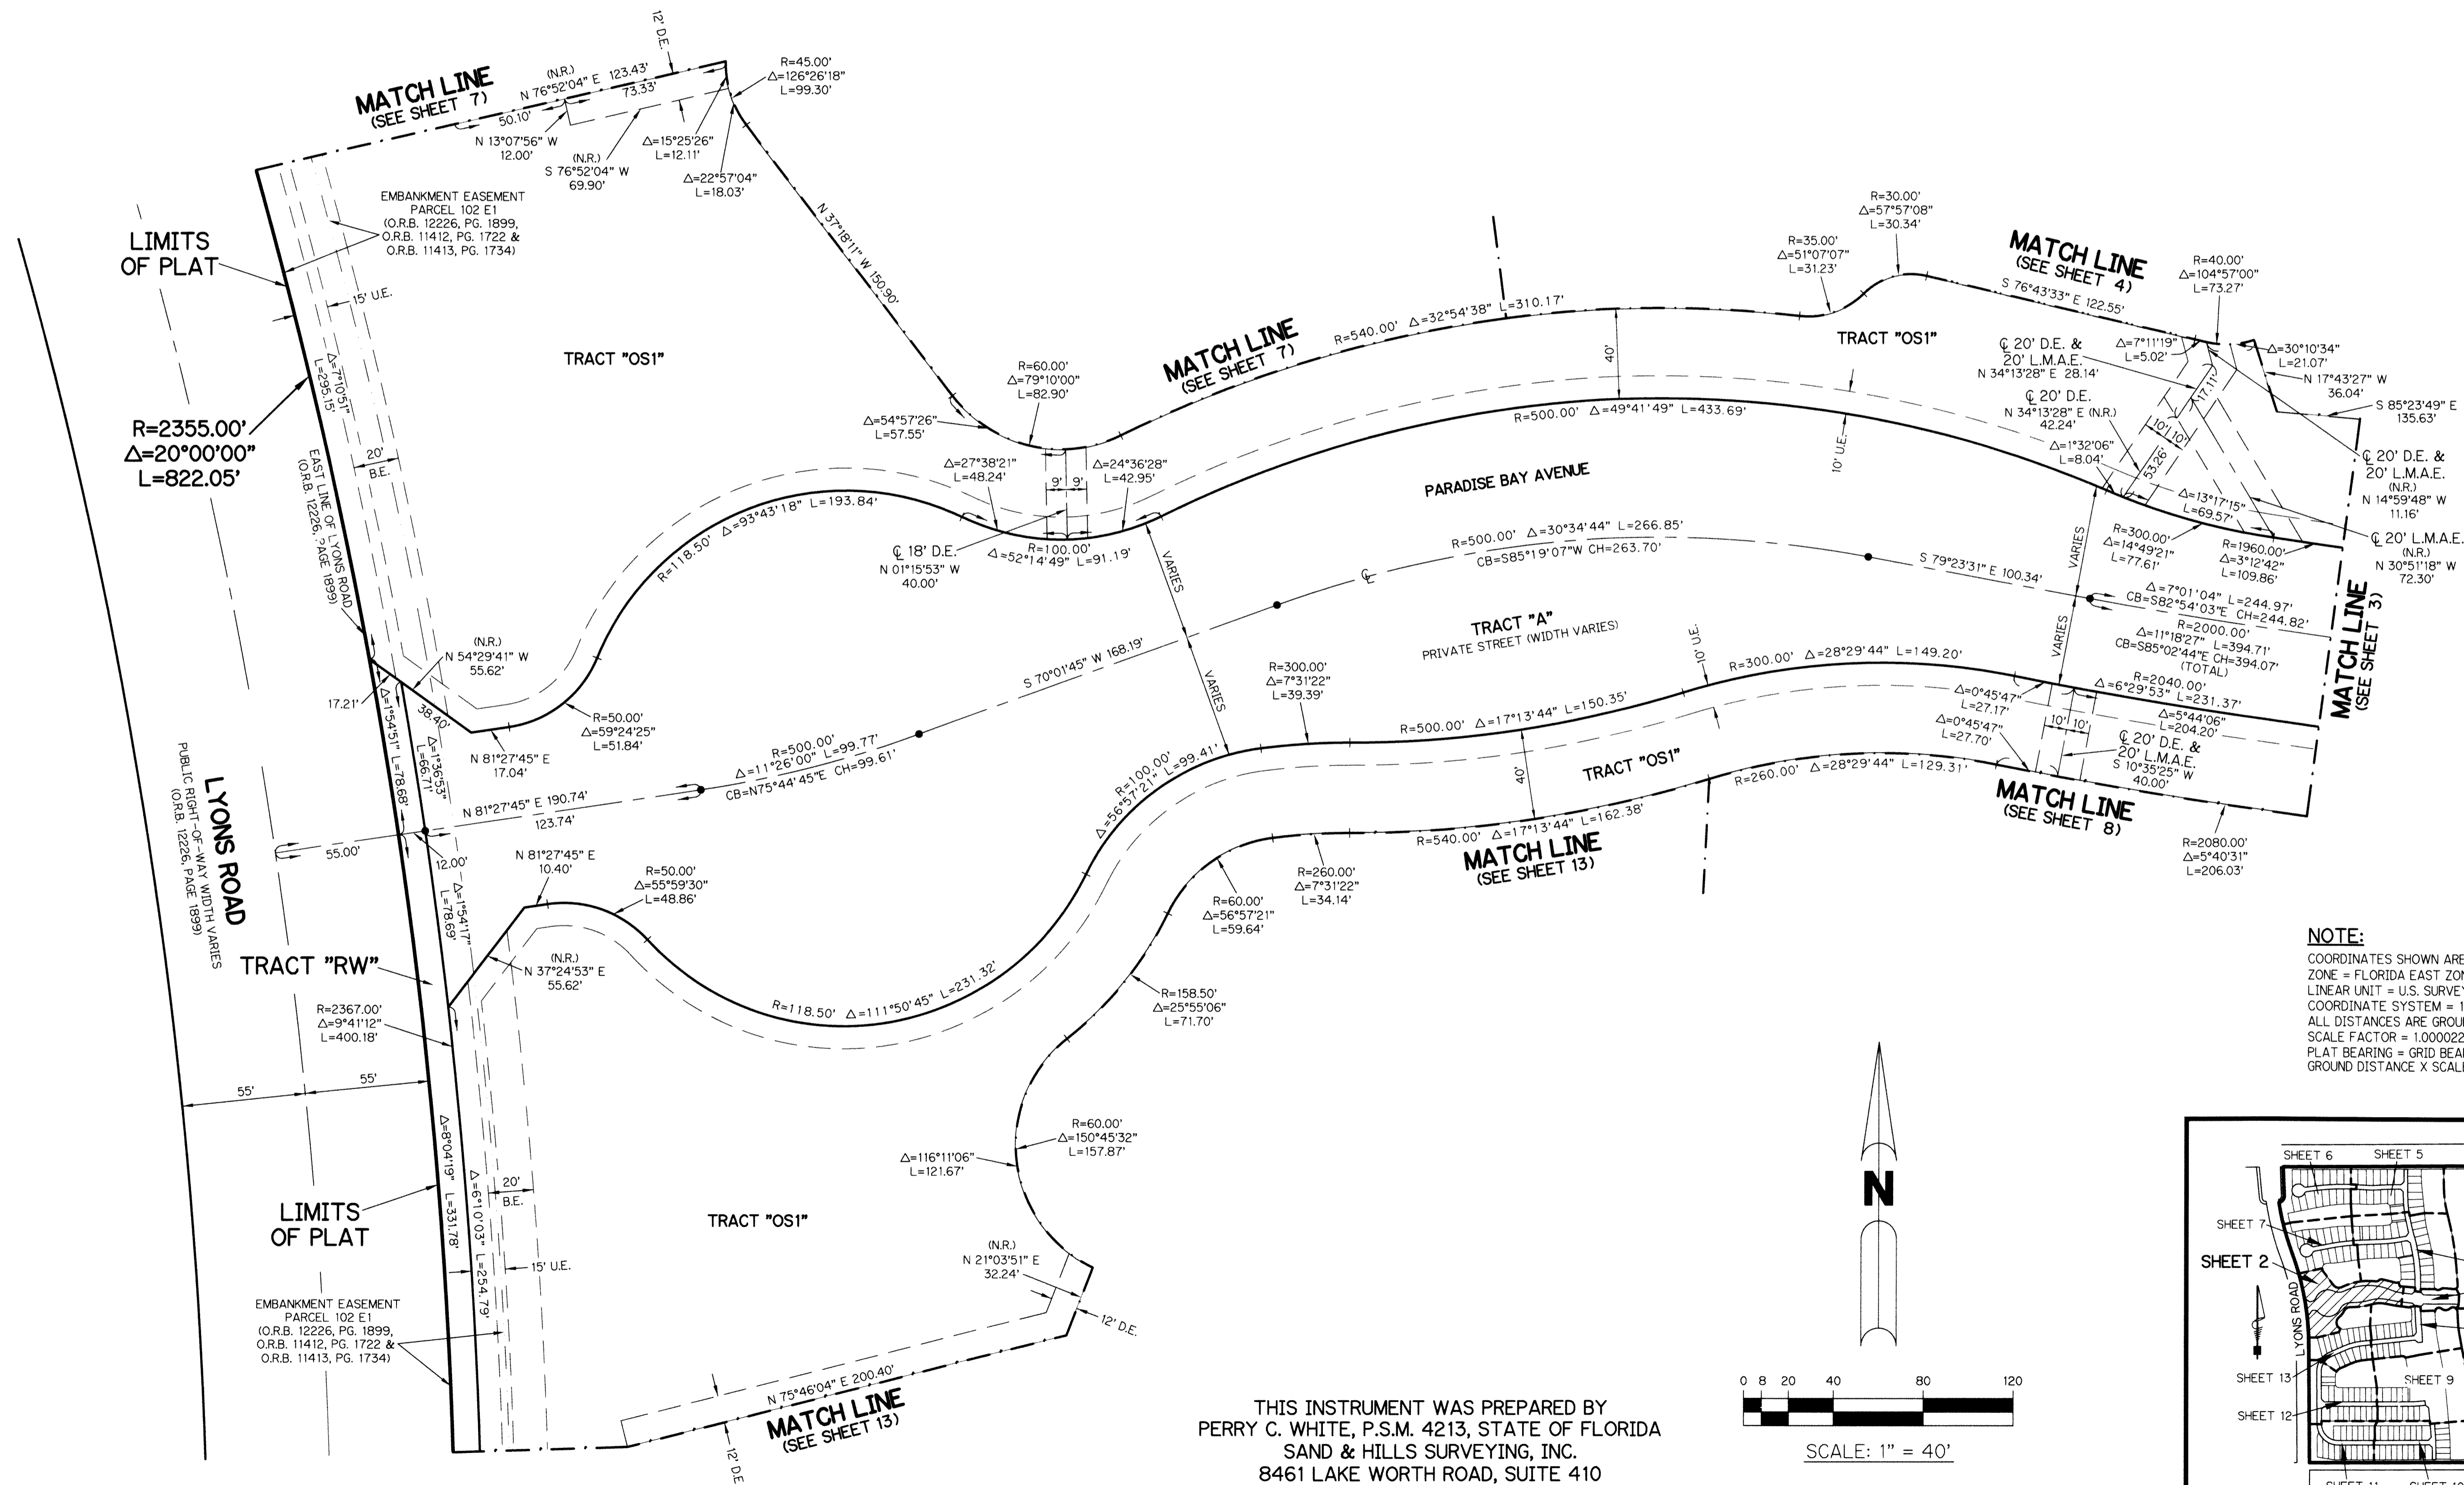 12' D.E.
MATCH LINE
(SEE SHEET 7)
(N.R.)
N 76°52'04" E 123.43'
73.33'
50.10'
R=45.00'
Δ=126°26'18"
L=99.30'
N 13°07'56" W
12.00'
(N.R.)
S 76°52'04" W
69.90'
Δ=15°25'26"
L=12.11'
Δ=22°57'04"
L=18.03'
EMBANKMENT EASEMENT
PARCEL 102 E1
(O.R.B. 12226, PG. 1899,
O.R.B. 11412, PG. 1722 &
O.R.B. 11413, PG. 1734)
LIMITS
OF PLAT
15' U.E.
N 37°18'11" W 150.90'
TRACT "OS1"
Δ=7°10'51"
L=295.15'
R=2355.00'
Δ=20°00'00"
L=822.05'
20'
B.E.
EAST LINE OF LYONS ROAD
(O.R.B. 12226, PAGE 1899)
R=60.00'
Δ=79°10'00"
L=82.90'
Δ=54°57'26"
L=57.55'
MATCH LINE
(SEE SHEET 7)
R=540.00' Δ=32°54'38" L=310.17'
40'
R=35.00'
Δ=51°07'07"
L=31.23'
R=30.00'
Δ=57°57'08"
L=30.34'
MATCH LINE
(SEE SHEET 4)
S 76°43'33" E 122.55'
R=40.00'
Δ=104°57'00"
L=73.27'
TRACT "OS1"
℄ 20' D.E. &
20' L.M.A.E.
N 34°13'28" E 28.14'
Δ=7°11'19"
L=5.02'
Δ=30°10'34"
L=21.07'
N 17°43'27" W
36.04'
S 85°23'49" E
135.63'
17.11'
℄ 20' D.E.
N 34°13'28" E (N.R.)
42.24'
10' 10'
53.26'
Δ=1°32'06"
L=8.04'
℄ 20' D.E. &
20' L.M.A.E.
(N.R.)
N 14°59'48" W
11.16'
Δ=13°17'15"
L=69.57'
R=300.00'
Δ=14°49'21"
L=77.61'
R=1960.00'
Δ=3°12'42"
L=109.86'
℄ 20' L.M.A.E.
(N.R.)
N 30°51'18" W
72.30'
R=500.00' Δ=49°41'49" L=433.69'
10' U.E.
PARADISE BAY AVENUE
Δ=27°38'21"
L=48.24'
9' 9'
Δ=24°36'28"
L=42.95'
R=118.50' Δ=93°43'18" L=193.84'
℄ 18' D.E.
N 01°15'53" W
40.00'
R=100.00'
Δ=52°14'49" L=91.19'
VARIES
VARIES
℄
R=500.00' Δ=30°34'44" L=266.85'
CB=S85°19'07"W CH=263.70'
S 79°23'31" E 100.34'
VARIES
VARIES
Δ=7°01'04" L=244.97'
CB=S82°54'03"E CH=244.82'
R=2000.00'
Δ=11°18'27" L=394.71'
CB=S85°02'44"E CH=394.07'
(TOTAL)
MATCH LINE
(SEE SHEET 3)
TRACT "A"
PRIVATE STREET (WIDTH VARIES)
10' U.E.
S 70°01'45" W 168.19'
R=300.00'
Δ=7°31'22"
L=39.39'
R=300.00' Δ=28°29'44" L=149.20'
R=500.00' Δ=17°13'44" L=150.35'
R=2040.00'
Δ=6°29'53" L=231.37'
Δ=0°45'47"
L=27.17'
Δ=5°44'06"
L=204.20'
Δ=0°45'47"
L=27.70'
10' 10'
℄ 20' D.E. &
20' L.M.A.E.
S 10°35'25" W
40.00'
MATCH LINE
(SEE SHEET 8)
R=2080.00'
Δ=5°40'31"
L=206.03'
TRACT "OS1"
40'
R=260.00' Δ=28°29'44" L=129.31'
R=540.00' Δ=17°13'44" L=162.38'
MATCH LINE
(SEE SHEET 13)
(N.R.)
N 54°29'41" W
55.62'
17.21'
38.40'
Δ=1°54'51" L=78.68'
Δ=1°36'53"
L=66.71'
R=50.00'
Δ=59°24'25"
L=51.84'
N 81°27'45" E
17.04'
R=500.00'
Δ=11°26'00" L=99.77'
CB=N75°44'45"E CH=99.61'
N 81°27'45" E 190.74'
123.74'
55.00'
12.00'
LYONS ROAD
PUBLIC RIGHT-OF-WAY WIDTH VARIES
(O.R.B. 12226, PAGE 1899)
R=100.00'
Δ=56°57'21" L=99.41'
N 81°27'45" E
10.40'
R=50.00'
Δ=55°59'30"
L=48.86'
Δ=1°54'17"
L=78.69'
(N.R.)
N 37°24'53" E
55.62'
R=260.00'
Δ=7°31'22"
L=34.14'
R=60.00'
Δ=56°57'21"
L=59.64'
TRACT "RW"
R=2367.00'
Δ=9°41'12"
L=400.18'
R=118.50' Δ=111°50'45" L=231.32'
R=158.50'
Δ=25°55'06"
L=71.70'
55'
55'
R=60.00'
Δ=150°45'32"
L=157.87'
Δ=116°11'06"
L=121.67'
Δ=8°04'19" L=331.78'
Δ=6°10'03" L=254.79'
20'
B.E.
LIMITS
OF PLAT
15' U.E.
TRACT "OS1"
(N.R.)
N 21°03'51" E
32.24'
12' D.E.
EMBANKMENT EASEMENT
PARCEL 102 E1
(O.R.B. 12226, PG. 1899,
O.R.B. 11412, PG. 1722 &
O.R.B. 11413, PG. 1734)
N 75°46'04" E 200.40'
MATCH LINE
(SEE SHEET 13)
12' D.E
N
0 8 20 40 80 120
SCALE: 1" = 40'
THIS INSTRUMENT WAS PREPARED BY
PERRY C. WHITE, P.S.M. 4213, STATE OF FLORIDA
SAND & HILLS SURVEYING, INC.
8461 LAKE WORTH ROAD, SUITE 410
NOTE:
COORDINATES SHOWN ARE
ZONE = FLORIDA EAST
LINEAR UNIT = U.S.
COORDINATE SYSTEM = 1
ALL DISTANCES ARE
SCALE FACTOR = 1.000022
PLAT BEARING = GRID
GROUND DISTANCE X
SHEET 6
SHEET 5
SHEET 7
SHEET 2
LYONS ROAD
SHEET 13
SHEET 9
SHEET 12